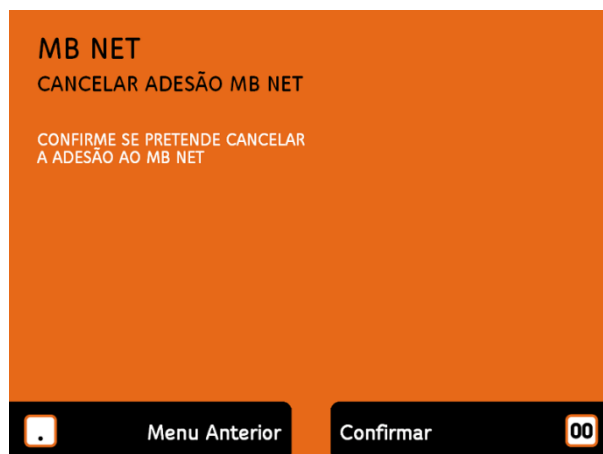 MB NET
CANCELAR ADESÃO MB NET
CONFIRME SE PRETENDE CANCELAR
A ADESÃO AO MB NET
. Menu Anterior Confirmar 00